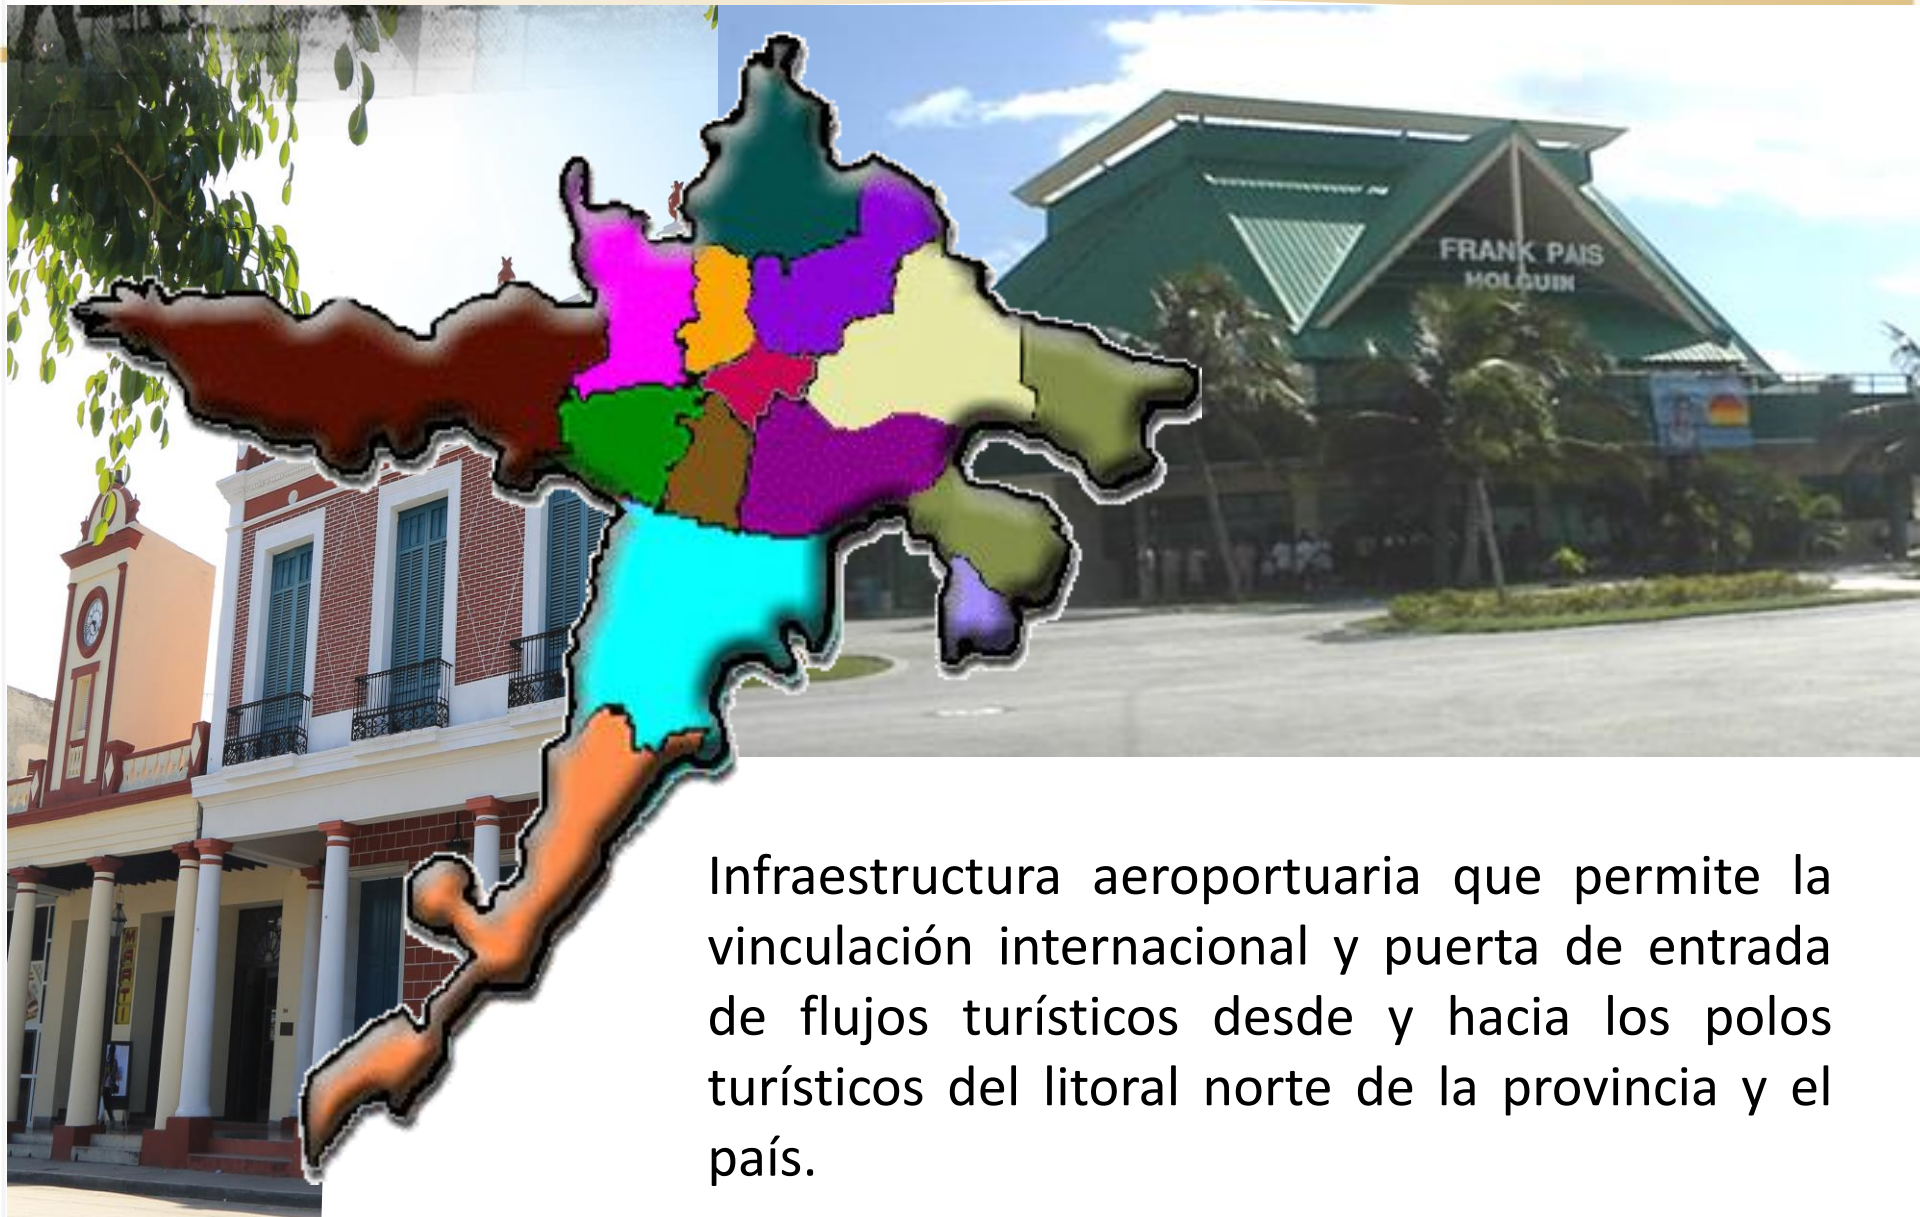 FRANK PAIS
HOLGUIN
MARTI
Infraestructura aeroportuaria que permite la
vinculación internacional y puerta de entrada
de flujos turísticos desde y hacia los polos
turísticos del litoral norte de la provincia y el
país.